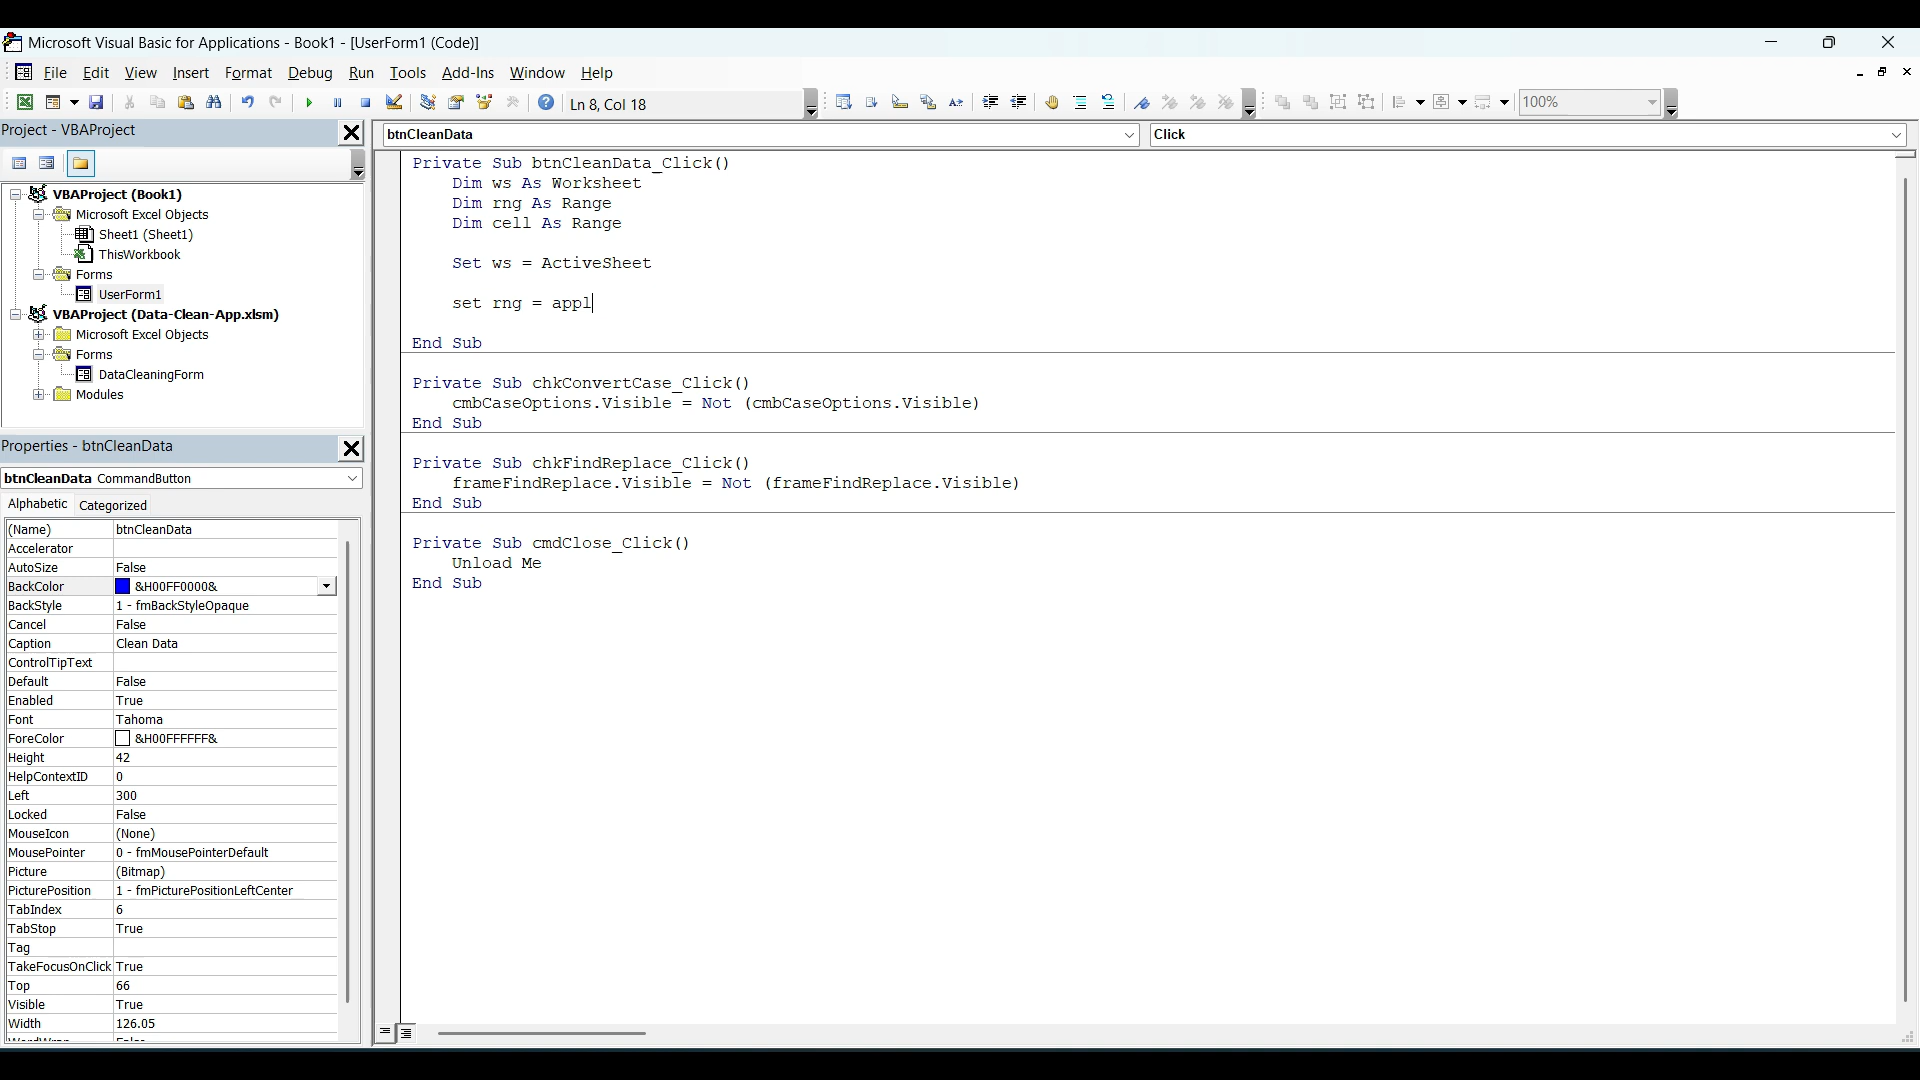 Microsoft Visual Basic for Applications - Book1 - [UserForm1 (Code)]
File Edit View Insert Format Debug Run Tools Add-Ins Window Help
Ln 8, Col 18
100%
Project - VBAProject
VBAProject (Book1)
Microsoft Excel Objects
Sheet1 (Sheet1)
ThisWorkbook
Forms
UserForm1
VBAProject (Data-Clean-App.xlsm)
Microsoft Excel Objects
Forms
DataCleaningForm
Modules
Properties - btnCleanData
btnCleanData CommandButton
Alphabetic Categorized
(Name) btnCleanData
Accelerator
AutoSize False
BackColor &H00FF0000&
BackStyle 1 - fmBackStyleOpaque
Cancel False
Caption Clean Data
ControlTipText
Default False
Enabled True
Font Tahoma
ForeColor &H00FFFFFF&
Height 42
HelpContextID 0
Left 300
Locked False
MouseIcon (None)
MousePointer 0 - fmMousePointerDefault
Picture (Bitmap)
PicturePosition 1 - fmPicturePositionLeftCenter
TabIndex 6
TabStop True
Tag
TakeFocusOnClick True
Top 66
Visible True
Width 126.05
btnCleanData Click
Private Sub btnCleanData_Click()
Dim ws As Worksheet
Dim rng As Range
Dim cell As Range
Set ws = ActiveSheet
set rng = appl
End Sub
Private Sub chkConvertCase_Click()
cmbCaseOptions.Visible = Not (cmbCaseOptions.Visible)
End Sub
Private Sub chkFindReplace_Click()
frameFindReplace.Visible = Not (frameFindReplace.Visible)
End Sub
Private Sub cmdClose_Click()
Unload Me
End Sub